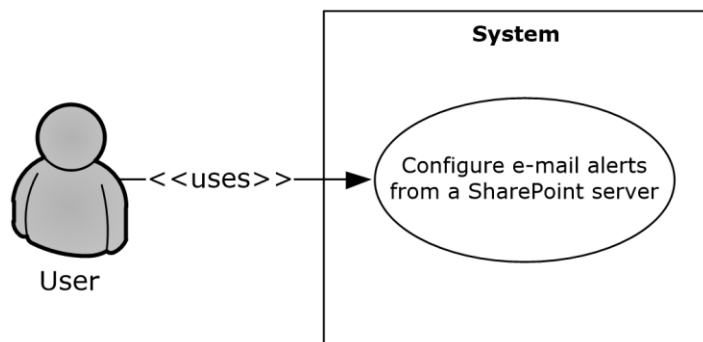 System
Configure e-mail alerts
from a SharePoint server
<<uses>>
User